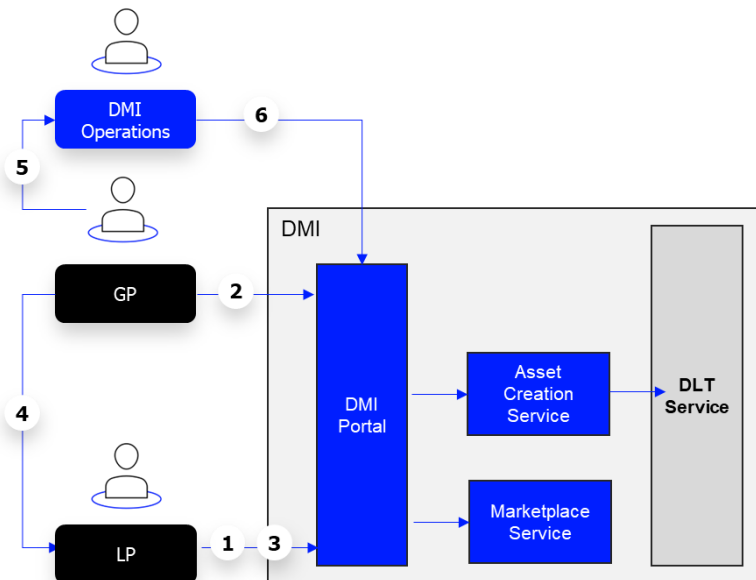 DMI
Operations
6
5
DMI
GP
2
DMI
Portal
Asset
Creation
Service
DLT
Service
4
Marketplace
Service
LP
1
3